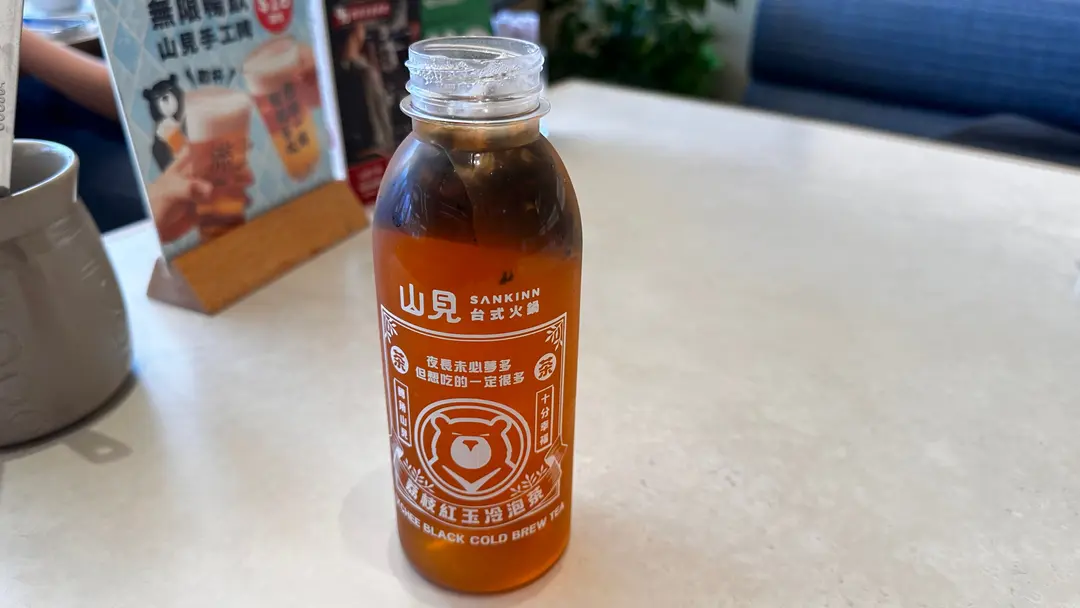 無限暢飲
山見手工啤
山見
SANKINN
台式火鍋
茶
夜長未必夢多
但想吃的一定很多
茶
十分幸福
荔枝紅玉冷泡茶
CHEE BLACK COLD BREW TEA